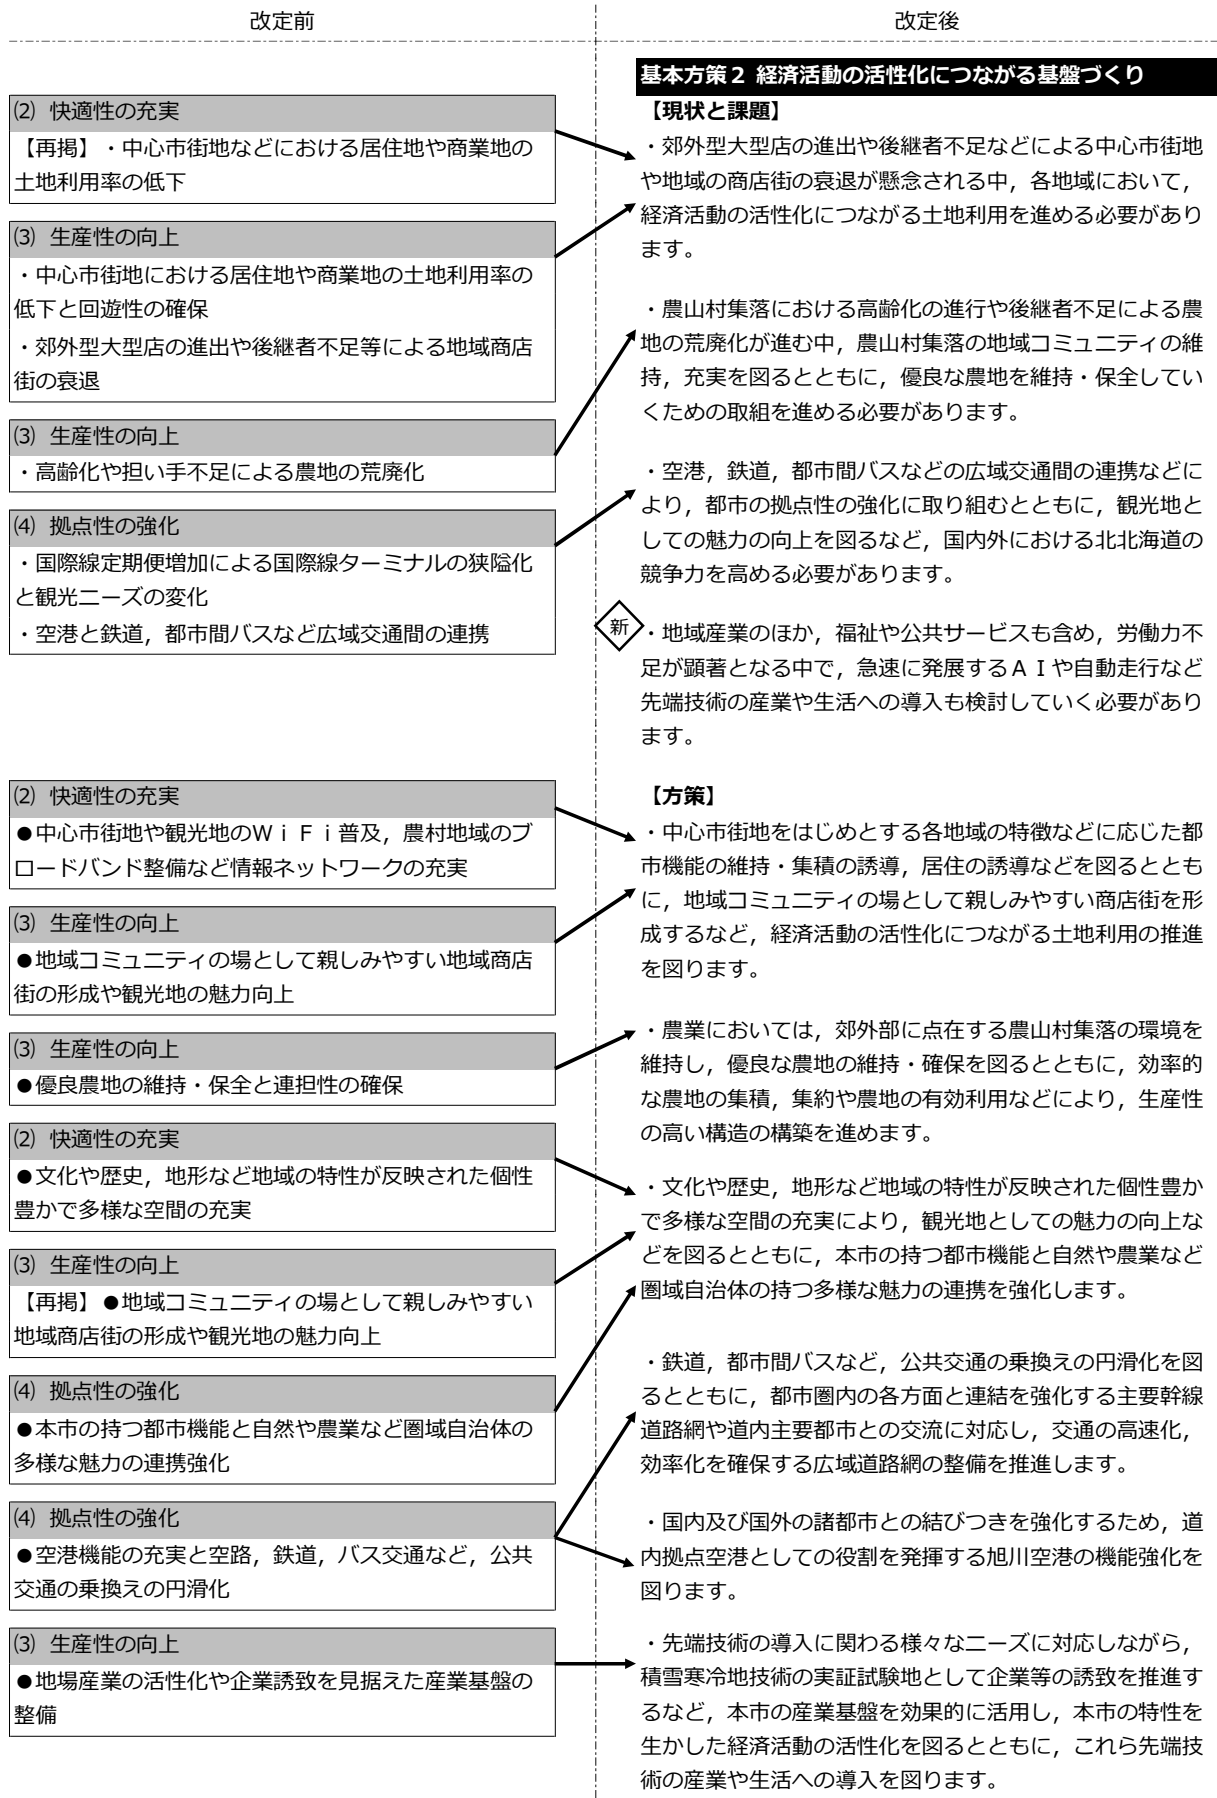 改定前
(2) 快適性の充実
【再掲】・中心市街地などにおける居住地や商業地の
土地利用率の低下
(3) 生産性の向上
・中心市街地における居住地や商業地の土地利用率の
低下と回遊性の確保
・郊外型大型店の進出や後継者不足等による地域商店
街の衰退
(3) 生産性の向上
・高齢化や担い手不足による農地の荒廃化
(4) 拠点性の強化
・国際線定期便増加による国際線ターミナルの狭隘化
と観光ニーズの変化
・空港と鉄道，都市間バスなど広域交通間の連携
(2) 快適性の充実
●中心市街地や観光地のＷｉＦｉ普及，農村地域のブ
ロードバンド整備など情報ネットワークの充実
(3) 生産性の向上
●地域コミュニティの場として親しみやすい地域商店
街の形成や観光地の魅力向上
(3) 生産性の向上
●優良農地の維持・保全と連担性の確保
(2) 快適性の充実
●文化や歴史，地形など地域の特性が反映された個性
豊かで多様な空間の充実
(3) 生産性の向上
【再掲】●地域コミュニティの場として親しみやすい
地域商店街の形成や観光地の魅力向上
(4) 拠点性の強化
●本市の持つ都市機能と自然や農業など圏域自治体の
多様な魅力の連携強化
(4) 拠点性の強化
●空港機能の充実と空路，鉄道，バス交通など，公共
交通の乗換えの円滑化
(3) 生産性の向上
●地場産業の活性化や企業誘致を見据えた産業基盤の
整備
改定後
基本方策２ 経済活動の活性化につながる基盤づくり
【現状と課題】
・郊外型大型店の進出や後継者不足などによる中心市街地
や地域の商店街の衰退が懸念される中，各地域において，
経済活動の活性化につながる土地利用を進める必要があり
ます。
・農山村集落における高齢化の進行や後継者不足による農
地の荒廃化が進む中，農山村集落の地域コミュニティの維
持，充実を図るとともに，優良な農地を維持・保全してい
くための取組を進める必要があります。
・空港，鉄道，都市間バスなどの広域交通間の連携などに
より，都市の拠点性の強化に取り組むとともに，観光地と
しての魅力の向上を図るなど，国内外における北北海道の
競争力を高める必要があります。
新
・地域産業のほか，福祉や公共サービスも含め，労働力不
足が顕著となる中で，急速に発展するＡＩや自動走行など
先端技術の産業や生活への導入も検討していく必要があり
ます。
【方策】
・中心市街地をはじめとする各地域の特徴などに応じた都
市機能の維持・集積の誘導，居住の誘導などを図るととも
に，地域コミュニティの場として親しみやすい商店街を形
成するなど，経済活動の活性化につながる土地利用の推進
を図ります。
・農業においては，郊外部に点在する農山村集落の環境を
維持し，優良な農地の維持・確保を図るとともに，効率的
な農地の集積，集約や農地の有効利用などにより，生産性
の高い構造の構築を進めます。
・文化や歴史，地形など地域の特性が反映された個性豊か
で多様な空間の充実により，観光地としての魅力の向上な
どを図るとともに，本市の持つ都市機能と自然や農業など
圏域自治体の持つ多様な魅力の連携を強化します。
・鉄道，都市間バスなど，公共交通の乗換えの円滑化を図
るとともに，都市圏内の各方面と連結を強化する主要幹線
道路網や道内主要都市との交流に対応し，交通の高速化，
効率化を確保する広域道路網の整備を推進します。
・国内及び国外の諸都市との結びつきを強化するため，道
内拠点空港としての役割を発揮する旭川空港の機能強化を
図ります。
・先端技術の導入に関わる様々なニーズに対応しながら，
積雪寒冷地技術の実証試験地として企業等の誘致を推進す
るなど，本市の産業基盤を効果的に活用し，本市の特性を
生かした経済活動の活性化を図るとともに，これら先端技
術の産業や生活への導入を図ります。